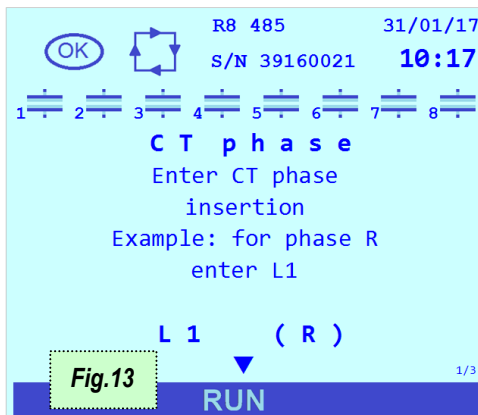 R8 485 31/01/17
OK S/N 39160021 10:17
1 2 3 4 5 6 7 8
CT phase
Enter CT phase
insertion
Example: for phase R
enter L1
L1 (R)
1/3
Fig.13
RUN